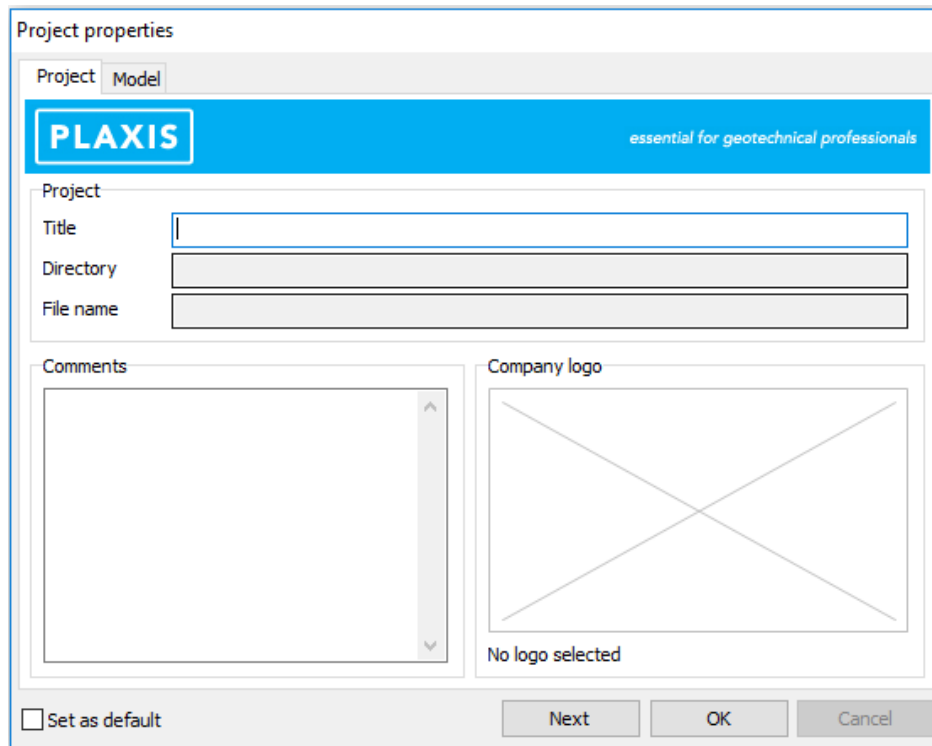 Project properties
Project Model
PLAXIS essential for geotechnical professionals
Project
Title
Directory
File name
Comments
Company logo
No logo selected
Set as default Next OK Cancel